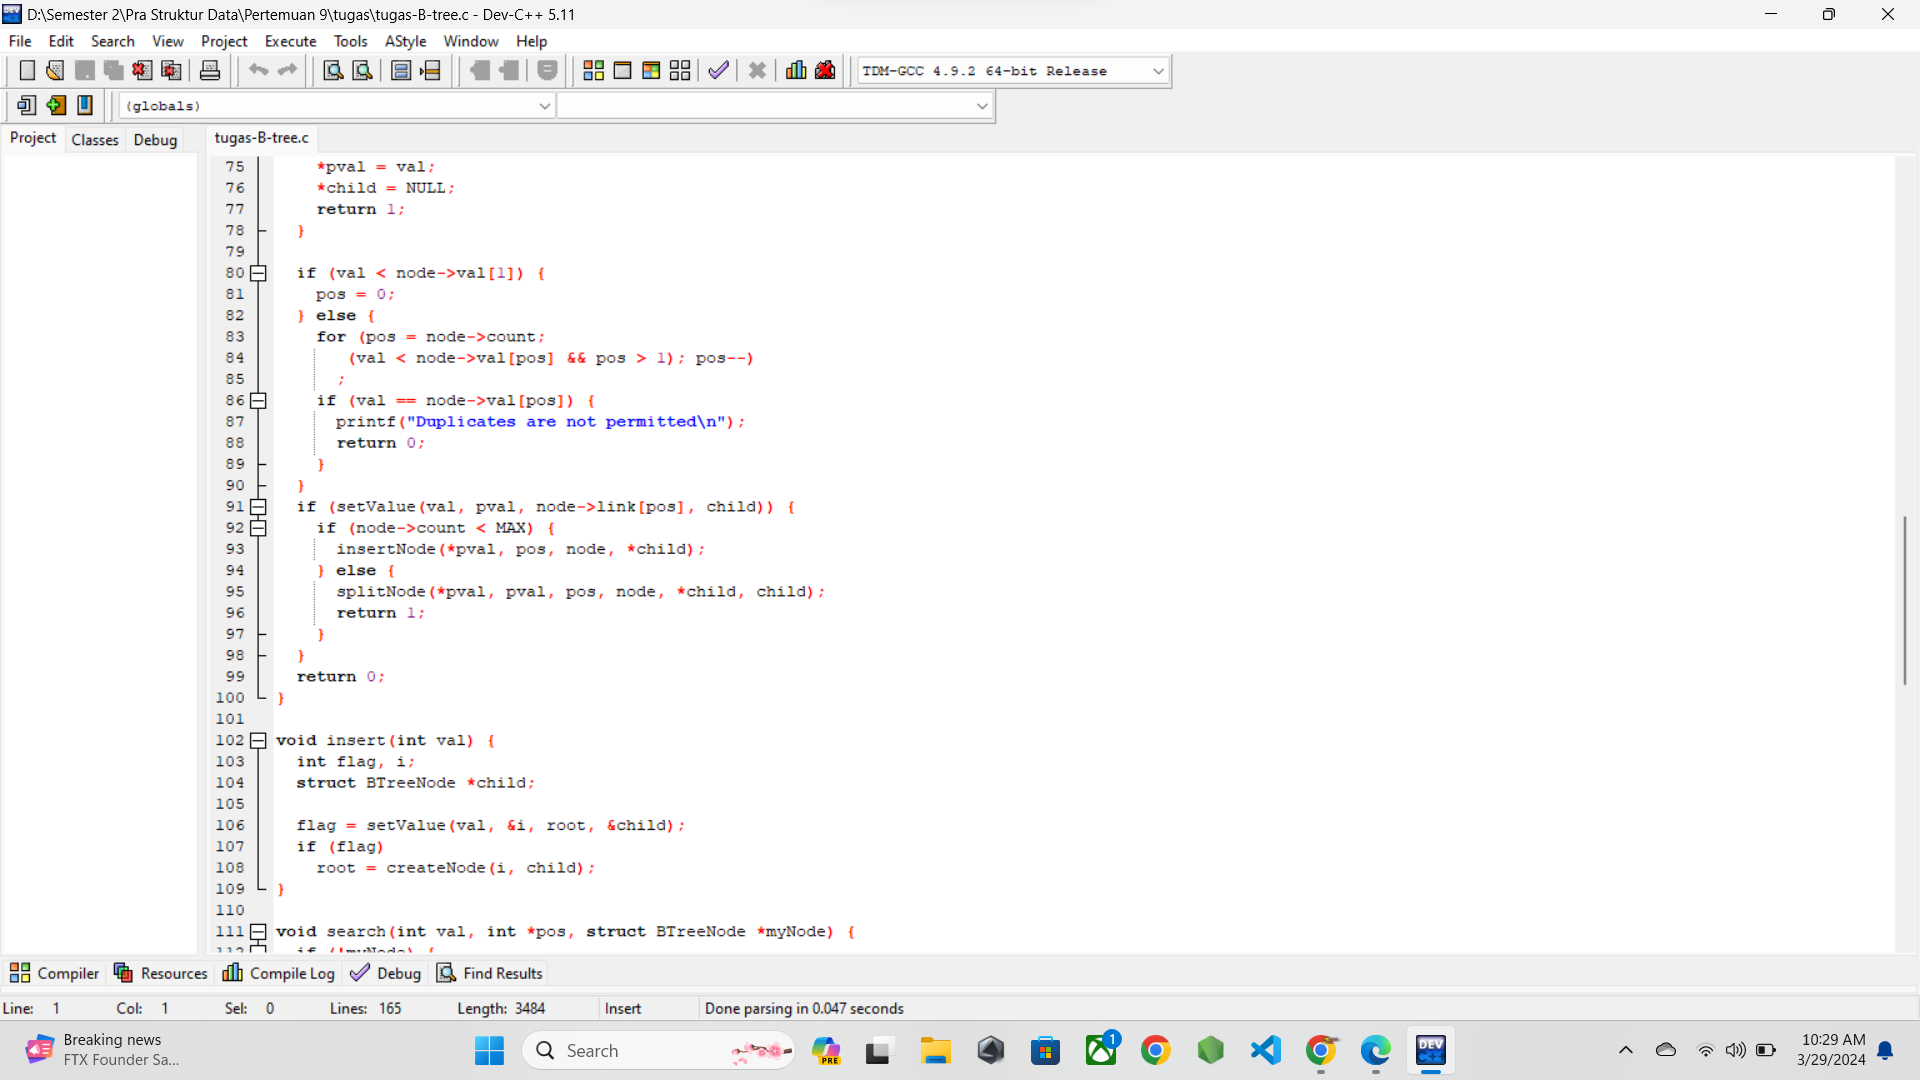 D:\Semester 2\Pra Struktur Data\Pertemuan 9\tugas\tugas-B-tree.c - Dev-C++ 5.11
File Edit Search View Project Execute Tools AStyle Window Help
TDM-GCC 4.9.2 64-bit Release
(globals)
Project Classes Debug tugas-B-tree.c
75 *pval = val;
76 *child = NULL;
77 return 1;
78 }
79
80 if (val < node->val[1]) {
81 pos = 0;
82 } else {
83 for (pos = node->count;
84 (val < node->val[pos] && pos > 1); pos--)
85 ;
86 if (val == node->val[pos]) {
87 printf("Duplicates are not permitted\n");
88 return 0;
89 }
90 }
91 if (setValue(val, pval, node->link[pos], child)) {
92 if (node->count < MAX) {
93 insertNode(*pval, pos, node, *child);
94 } else {
95 splitNode(*pval, pval, pos, node, *child, child);
96 return 1;
97 }
98 }
99 return 0;
100 }
101
102 void insert(int val) {
103 int flag, i;
104 struct BTreeNode *child;
105
106 flag = setValue(val, &i, root, &child);
107 if (flag)
108 root = createNode(i, child);
109 }
110
111 void search(int val, int *pos, struct BTreeNode *myNode) {
112 if (!myNode) {
Compiler Resources Compile Log Debug Find Results
Line: 1 Col: 1 Sel: 0 Lines: 165 Length: 3484 Insert Done parsing in 0.047 seconds
Breaking news
FTX Founder Sa...
Search
PRE
1
DEV
C++
10:29 AM
3/29/2024